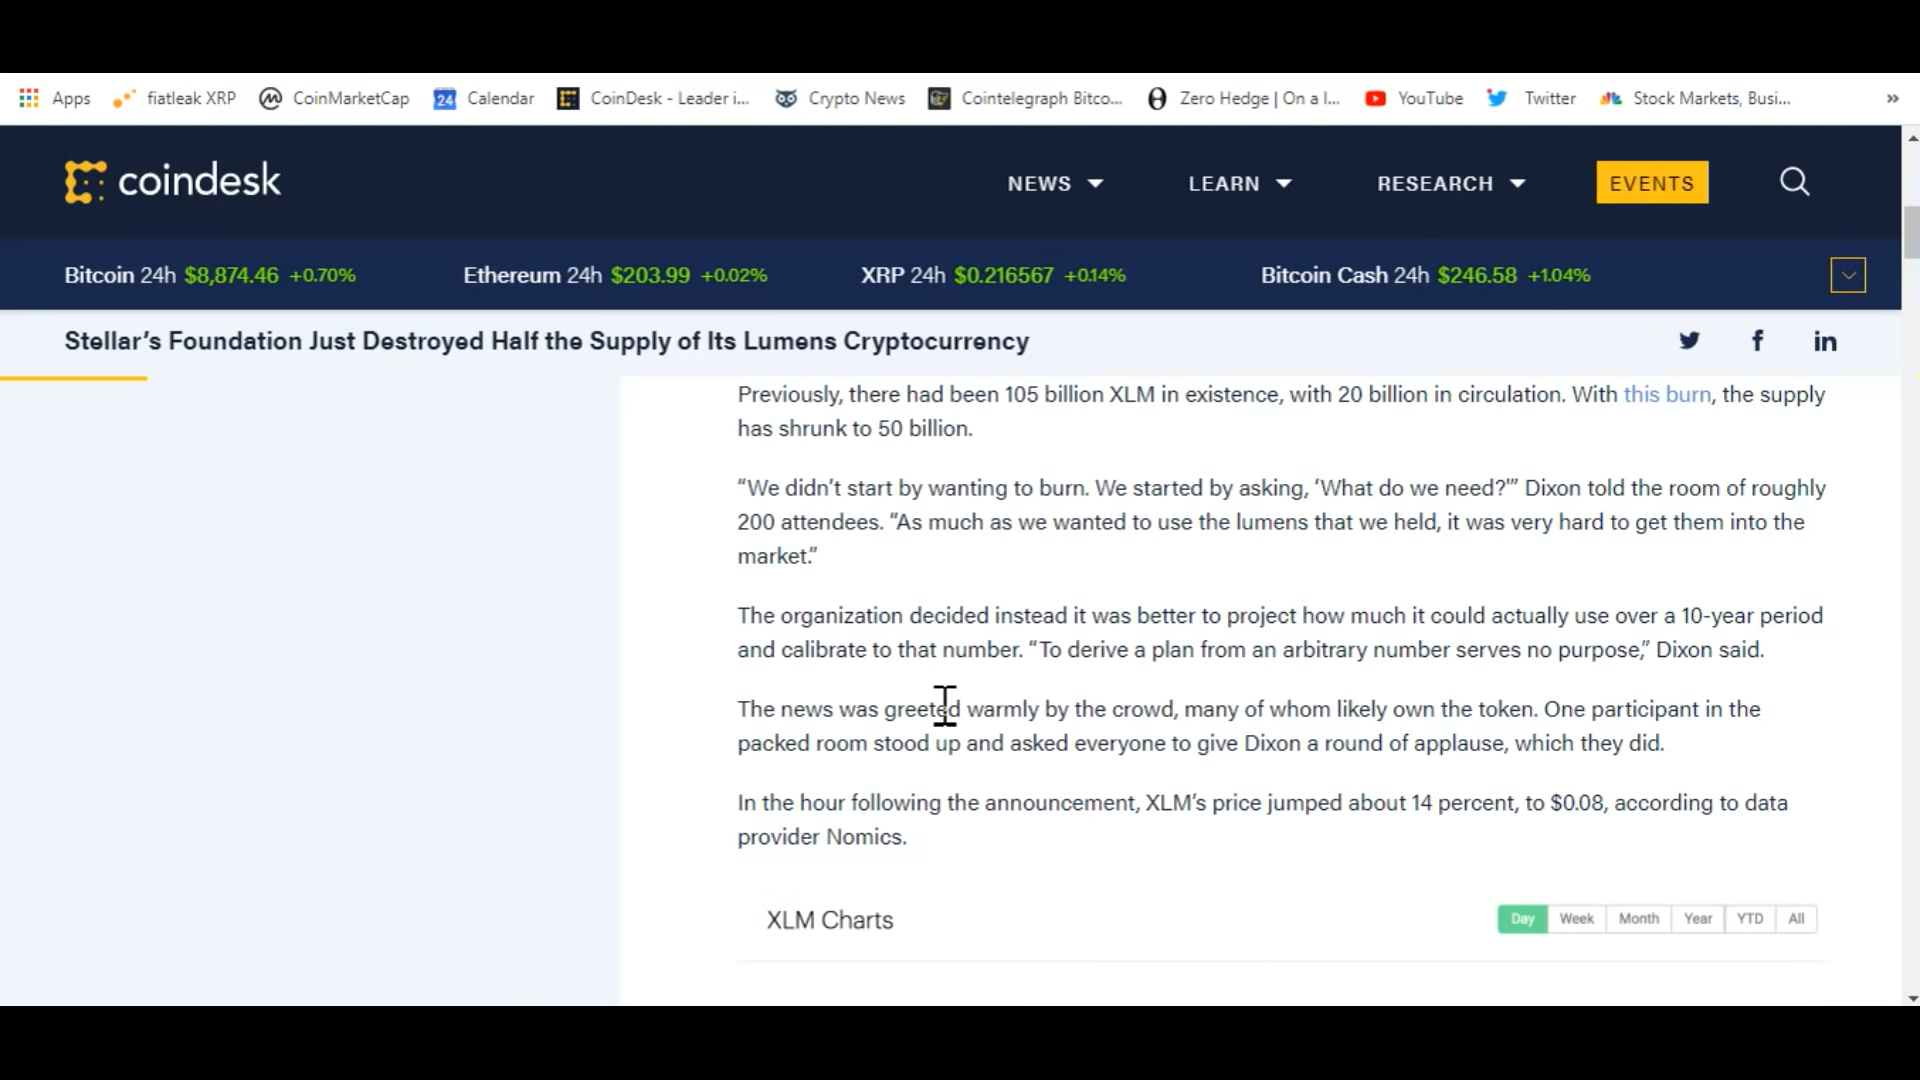 Apps fiatleak XRP CoinMarketCap 24 Calendar CoinDesk - Leader i... Crypto News Cointelegraph Bitco... Zero Hedge | On a l... YouTube Twitter Stock Markets, Busi... »
coindesk NEWS LEARN RESEARCH EVENTS
Bitcoin 24h $8,874.46 +0.70% Ethereum 24h $203.99 +0.02% XRP 24h $0.216567 +0.14% Bitcoin Cash 24h $246.58 +1.04%
Stellar’s Foundation Just Destroyed Half the Supply of Its Lumens Cryptocurrency
Previously, there had been 105 billion XLM in existence, with 20 billion in circulation. With this burn, the supply
has shrunk to 50 billion.
“We didn’t start by wanting to burn. We started by asking, ‘What do we need?’” Dixon told the room of roughly
200 attendees. “As much as we wanted to use the lumens that we held, it was very hard to get them into the
market.”
The organization decided instead it was better to project how much it could actually use over a 10-year period
and calibrate to that number. “To derive a plan from an arbitrary number serves no purpose,” Dixon said.
The news was greeted warmly by the crowd, many of whom likely own the token. One participant in the
packed room stood up and asked everyone to give Dixon a round of applause, which they did.
In the hour following the announcement, XLM’s price jumped about 14 percent, to $0.08, according to data
provider Nomics.
XLM Charts Day Week Month Year YTD All